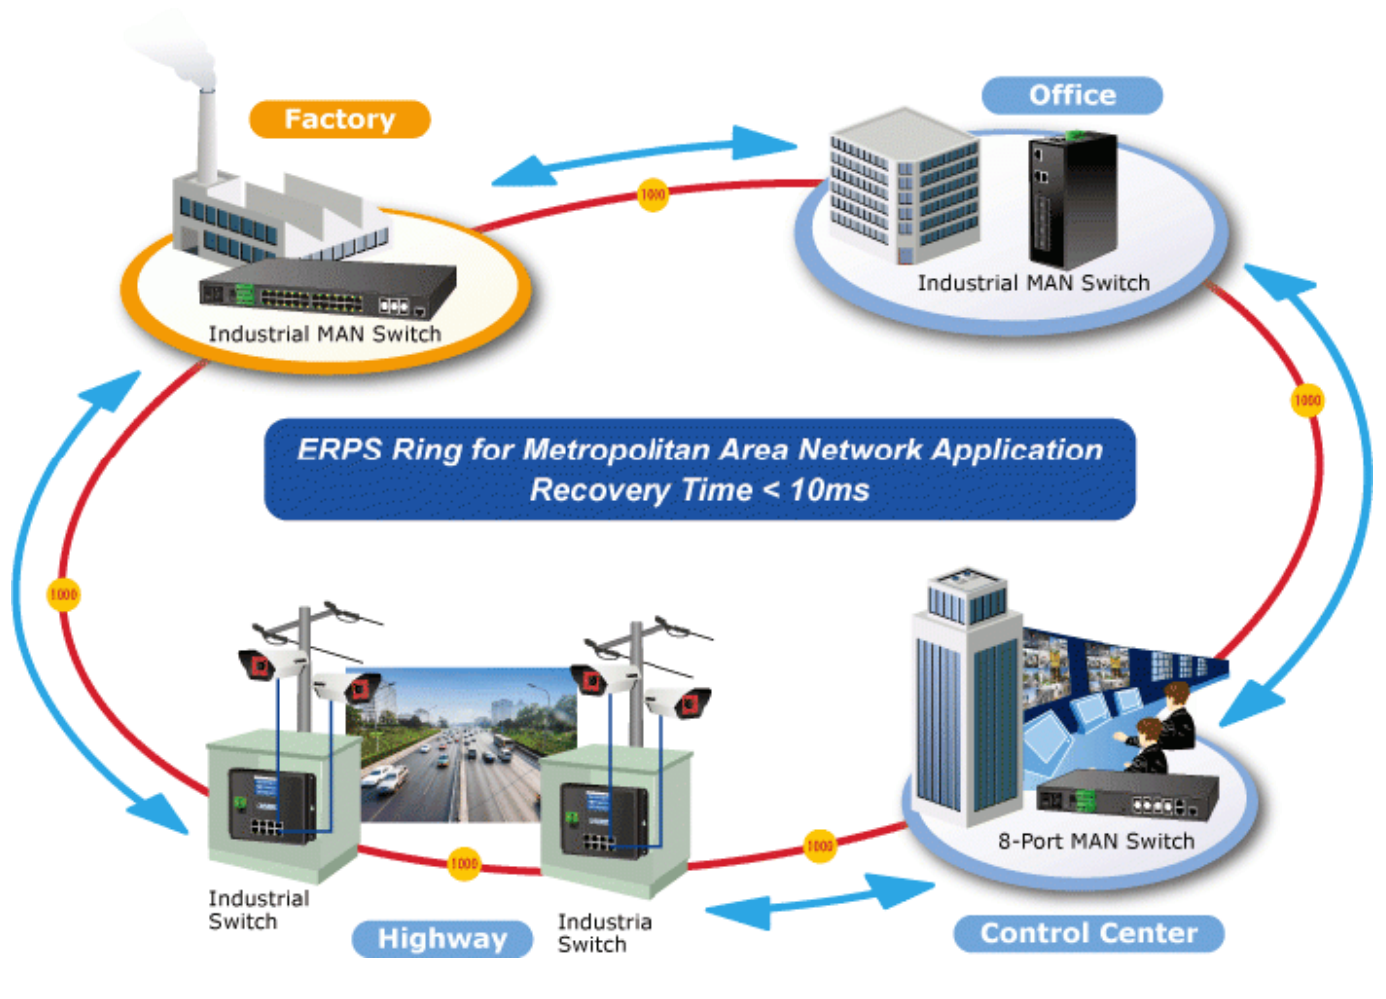 Factory
Office
1000
Industrial MAN Switch
Industrial MAN Switch
1000
ERPS Ring for Metropolitan Area Network Application
Recovery Time < 10ms
1000
1000
1000
8-Port MAN Switch
Industrial
Switch
Highway
Industria
Switch
Control Center